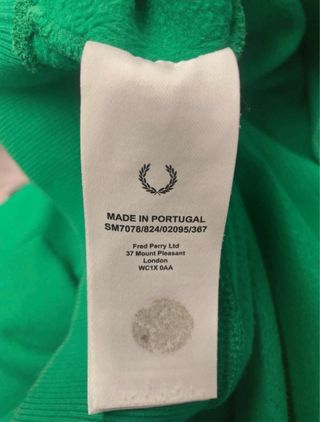 MADE IN PORTUGAL
SM7078/824/02095/367
Fred Perry Ltd
37 Mount Pleasant
London
WC1X 0AA